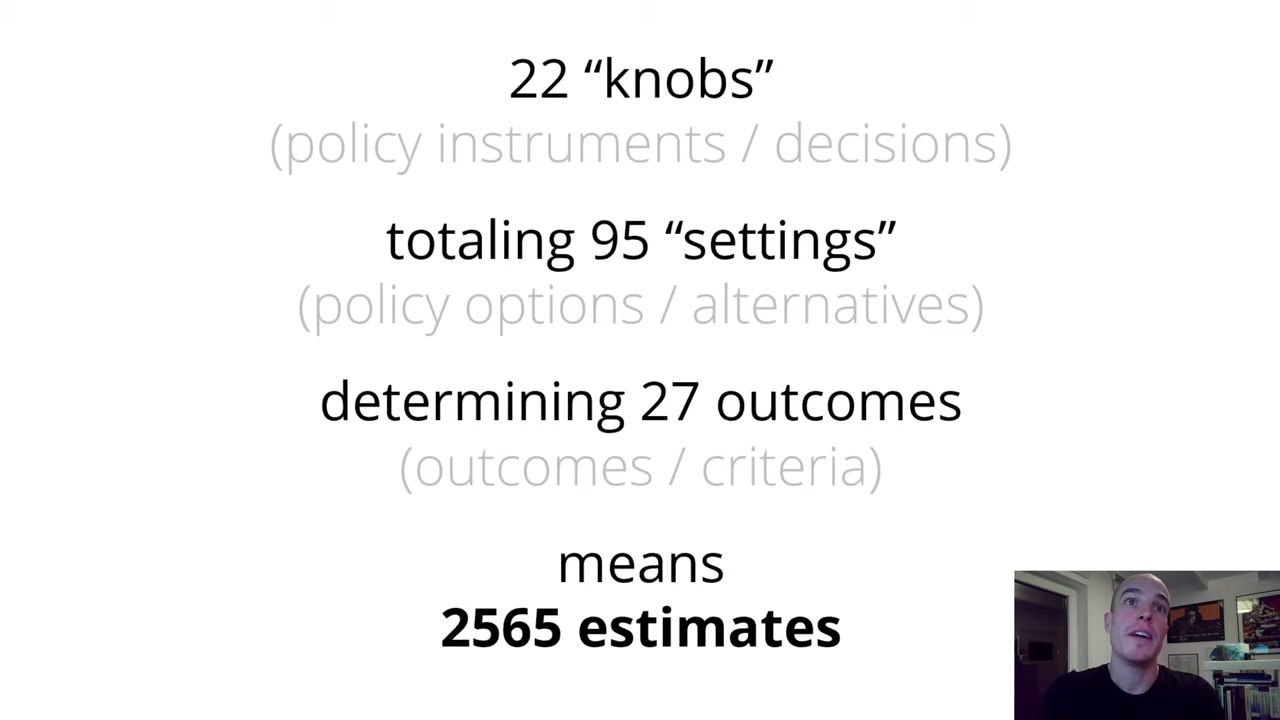 22 “knobs”
(policy instruments / decisions)
totaling 95 “settings”
(policy options / alternatives)
determining 27 outcomes
(outcomes / criteria)
means
2565 estimates